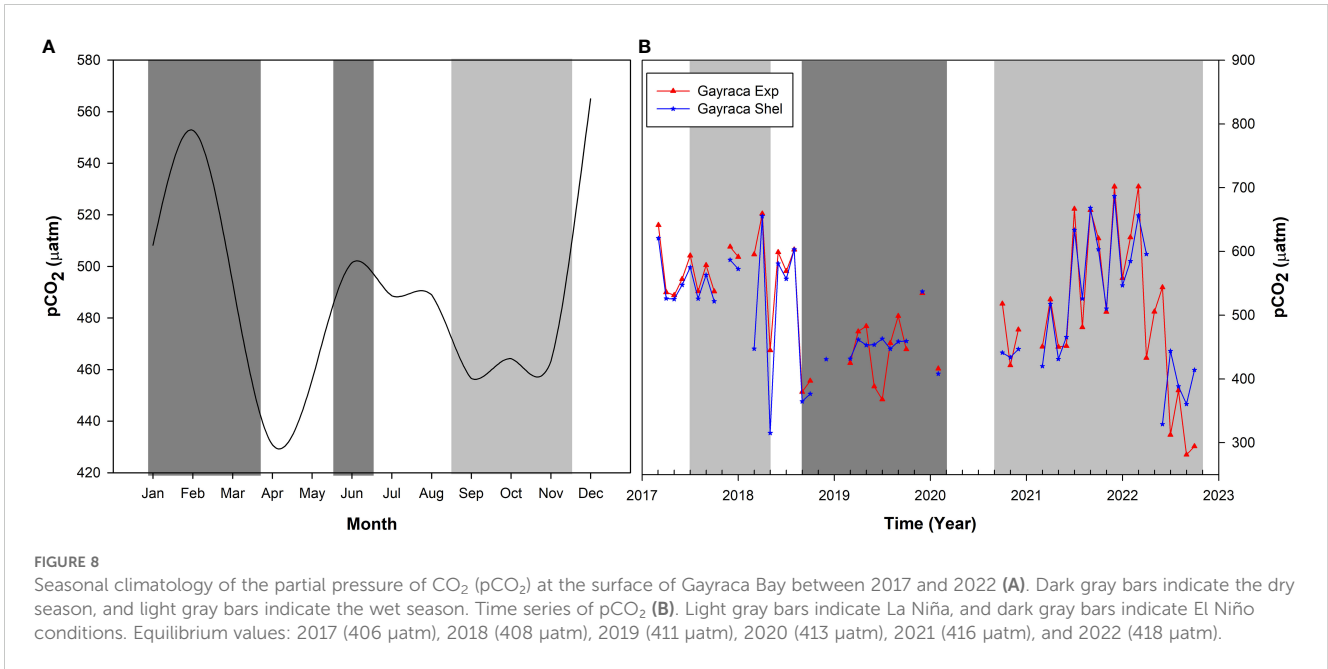 A
B
580
560
540
520
500
480
460
440
420
pCO2 (µatm)
Jan Feb Mar Apr May Jun Jul Aug Sep Oct Nov Dec
Month
Gayraca Exp
Gayraca Shel
900
800
700
600
500
400
300
pCO2 (µatm)
2017 2018 2019 2020 2021 2022 2023
Time (Year)
FIGURE 8
Seasonal climatology of the partial pressure of CO2 (pCO2) at the surface of Gayraca Bay between 2017 and 2022 (A). Dark gray bars indicate the dry
season, and light gray bars indicate the wet season. Time series of pCO2 (B). Light gray bars indicate La Niña, and dark gray bars indicate El Niño
conditions. Equilibrium values: 2017 (406 µatm), 2018 (408 µatm), 2019 (411 µatm), 2020 (413 µatm), 2021 (416 µatm), and 2022 (418 µatm).